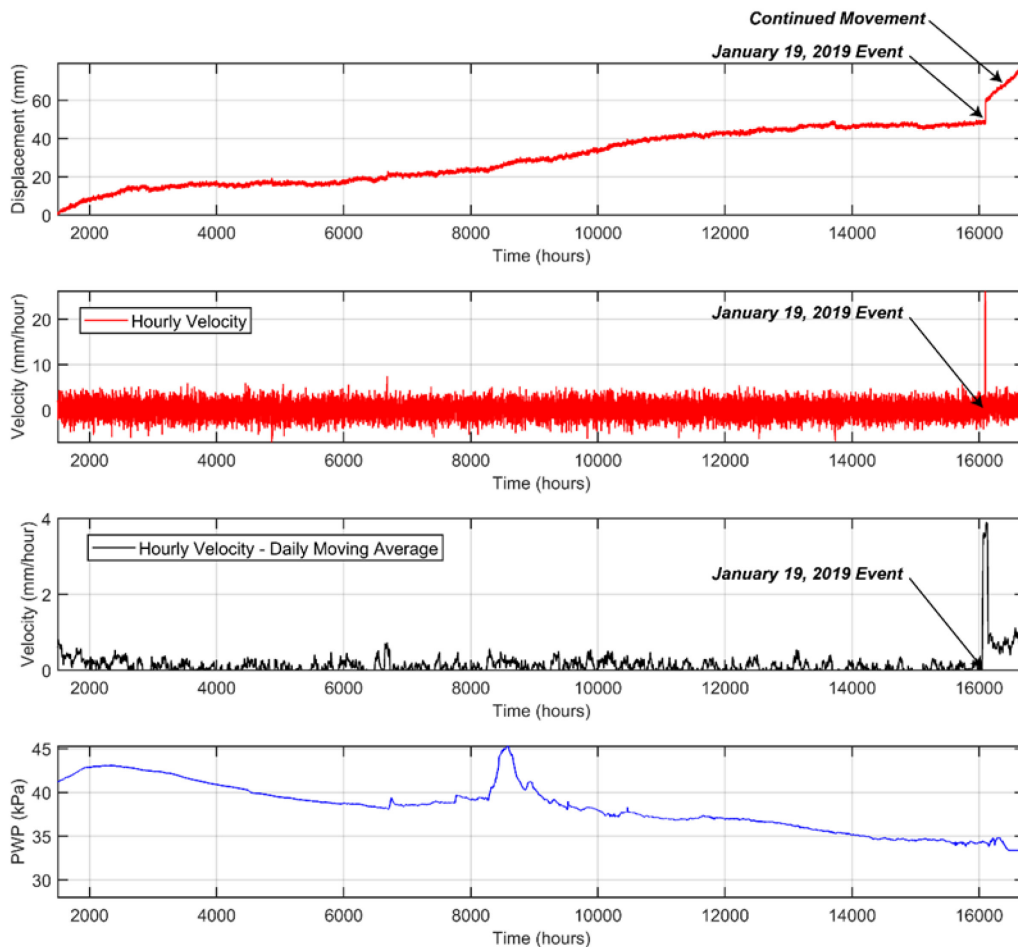 Continued Movement
January 19, 2019 Event
Displacement (mm)
60
40
20
0
2000 4000 6000 8000 10000 12000 14000 16000
Time (hours)
Velocity (mm/hour)
20
10
0
Hourly Velocity
January 19, 2019 Event
2000 4000 6000 8000 10000 12000 14000 16000
Time (hours)
Velocity (mm/hour)
4
2
0
Hourly Velocity - Daily Moving Average
January 19, 2019 Event
2000 4000 6000 8000 10000 12000 14000 16000
Time (hours)
PWP (kPa)
45
40
35
30
2000 4000 6000 8000 10000 12000 14000 16000
Time (hours)